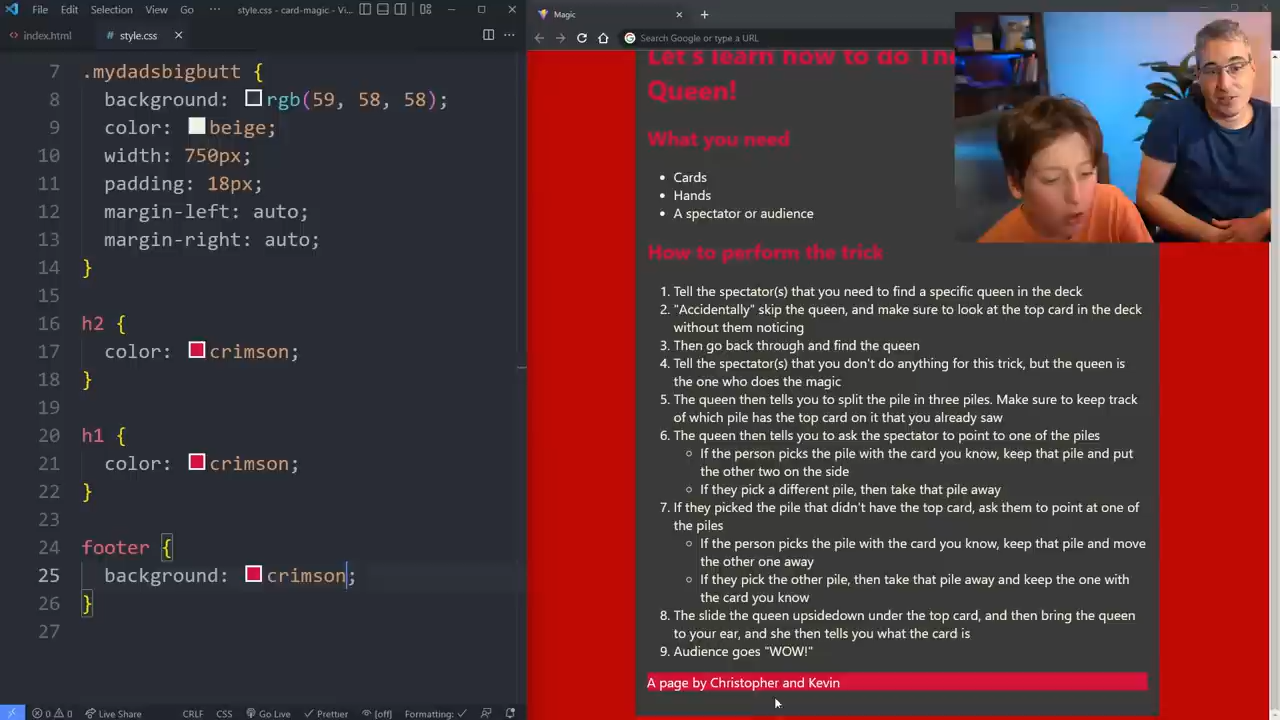 File Edit Selection View Go ··· style.css - card-magic - Vi...
index.html style.css
7 .mydadsbigbutt {
8 background: rgb(59, 58, 58);
9 color: beige;
10 width: 750px;
11 padding: 18px;
12 margin-left: auto;
13 margin-right: auto;
14 }
15
16 h2 {
17 color: crimson;
18 }
19
20 h1 {
21 color: crimson;
22 }
23
24 footer {
25 background: crimson;
26 }
27
0 0 Live Share CRLF CSS Go Live Prettier [off] Formatting:
Magic
Search Google or type a URL
Let's learn how to do The
Queen!
What you need
Cards
Hands
A spectator or audience
How to perform the trick
1. Tell the spectator(s) that you need to find a specific queen in the deck
2. "Accidentally" skip the queen, and make sure to look at the top card in the deck
without them noticing
3. Then go back through and find the queen
4. Tell the spectator(s) that you don't do anything for this trick, but the queen is
the one who does the magic
5. The queen then tells you to split the pile in three piles. Make sure to keep track
of which pile has the top card on it that you already saw
6. The queen then tells you to ask the spectator to point to one of the piles
If the person picks the pile with the card you know, keep that pile and put
the other two on the side
If they pick a different pile, then take that pile away
7. If they picked the pile that didn't have the top card, ask them to point at one of
the piles
If the person picks the pile with the card you know, keep that pile and move
the other one away
If they pick the other pile, then take that pile away and keep the one with
the card you know
8. The slide the queen upsidedown under the top card, and then bring the queen
to your ear, and she then tells you what the card is
9. Audience goes "WOW!"
A page by Christopher and Kevin